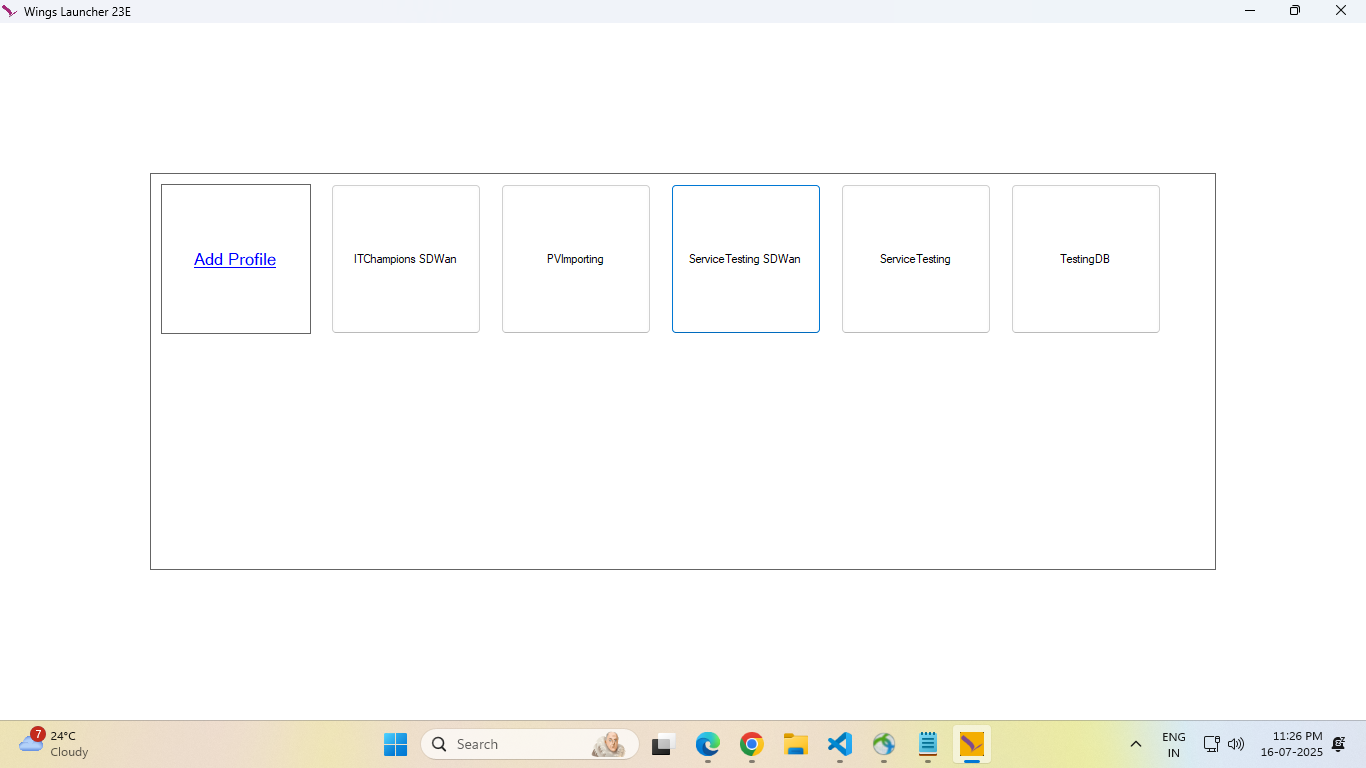 Wings Launcher 23E
Add Profile
ITChampions SDWan
PVImporting
ServiceTesting SDWan
ServiceTesting
TestingDB
7
24°C
Cloudy
Search
ENG
IN
11:26 PM
16-07-2025